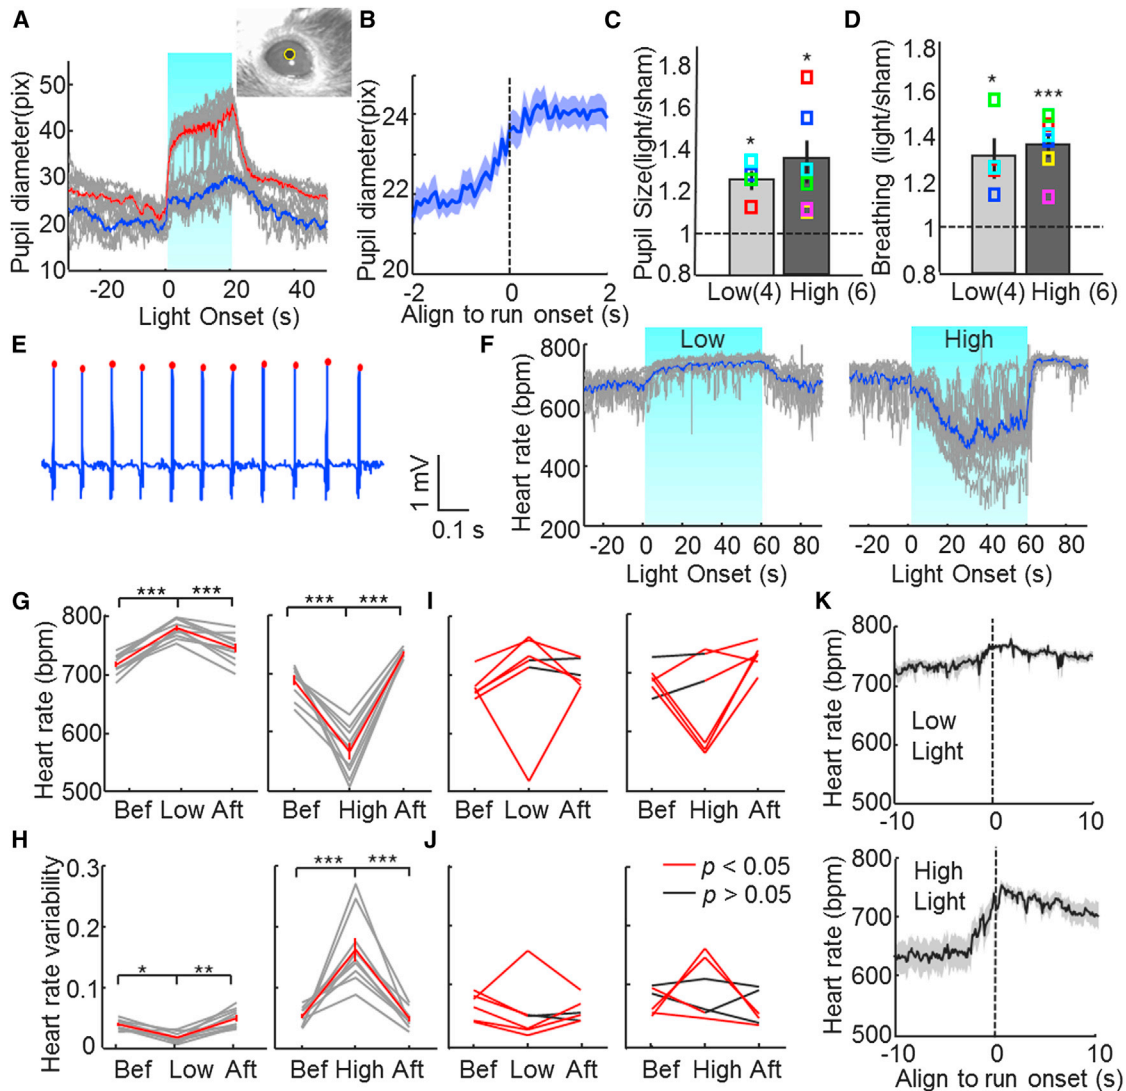 A
B
C
D
Pupil diameter(pix)
50
40
30
20
10
-20
0
20
40
Light Onset (s)
Pupil diameter(pix)
24
22
20
-2
0
2
Align to run onset (s)
Pupil Size(light/sham)
1.8
1.6
1.4
1.2
1
0.8
*
*
Low(4) High (6)
Breathing (light/sham)
1.8
1.6
1.4
1.2
1
0.8
*
***
Low(4) High (6)
E
1 mV
0.1 s
F
Heart rate (bpm)
800
600
400
200
Low
-20 0 20 40 60 80
Light Onset (s)
High
-20 0 20 40 60 80
Light Onset (s)
G
Heart rate (bpm)
800
700
600
500
*** ***
Bef Low Aft
*** ***
Bef High Aft
I
Bef Low Aft
Bef High Aft
H
Heart rate variability
0.3
0.2
0.1
0
* **
Bef Low Aft
*** ***
Bef High Aft
J
p < 0.05
p > 0.05
Bef Low Aft
Bef High Aft
K
Heart rate (bpm)
800
700
600
500
Low
Light
-10 0 10
Heart rate (bpm)
800
700
600
500
High
Light
-10 0 10
Align to run onset (s)